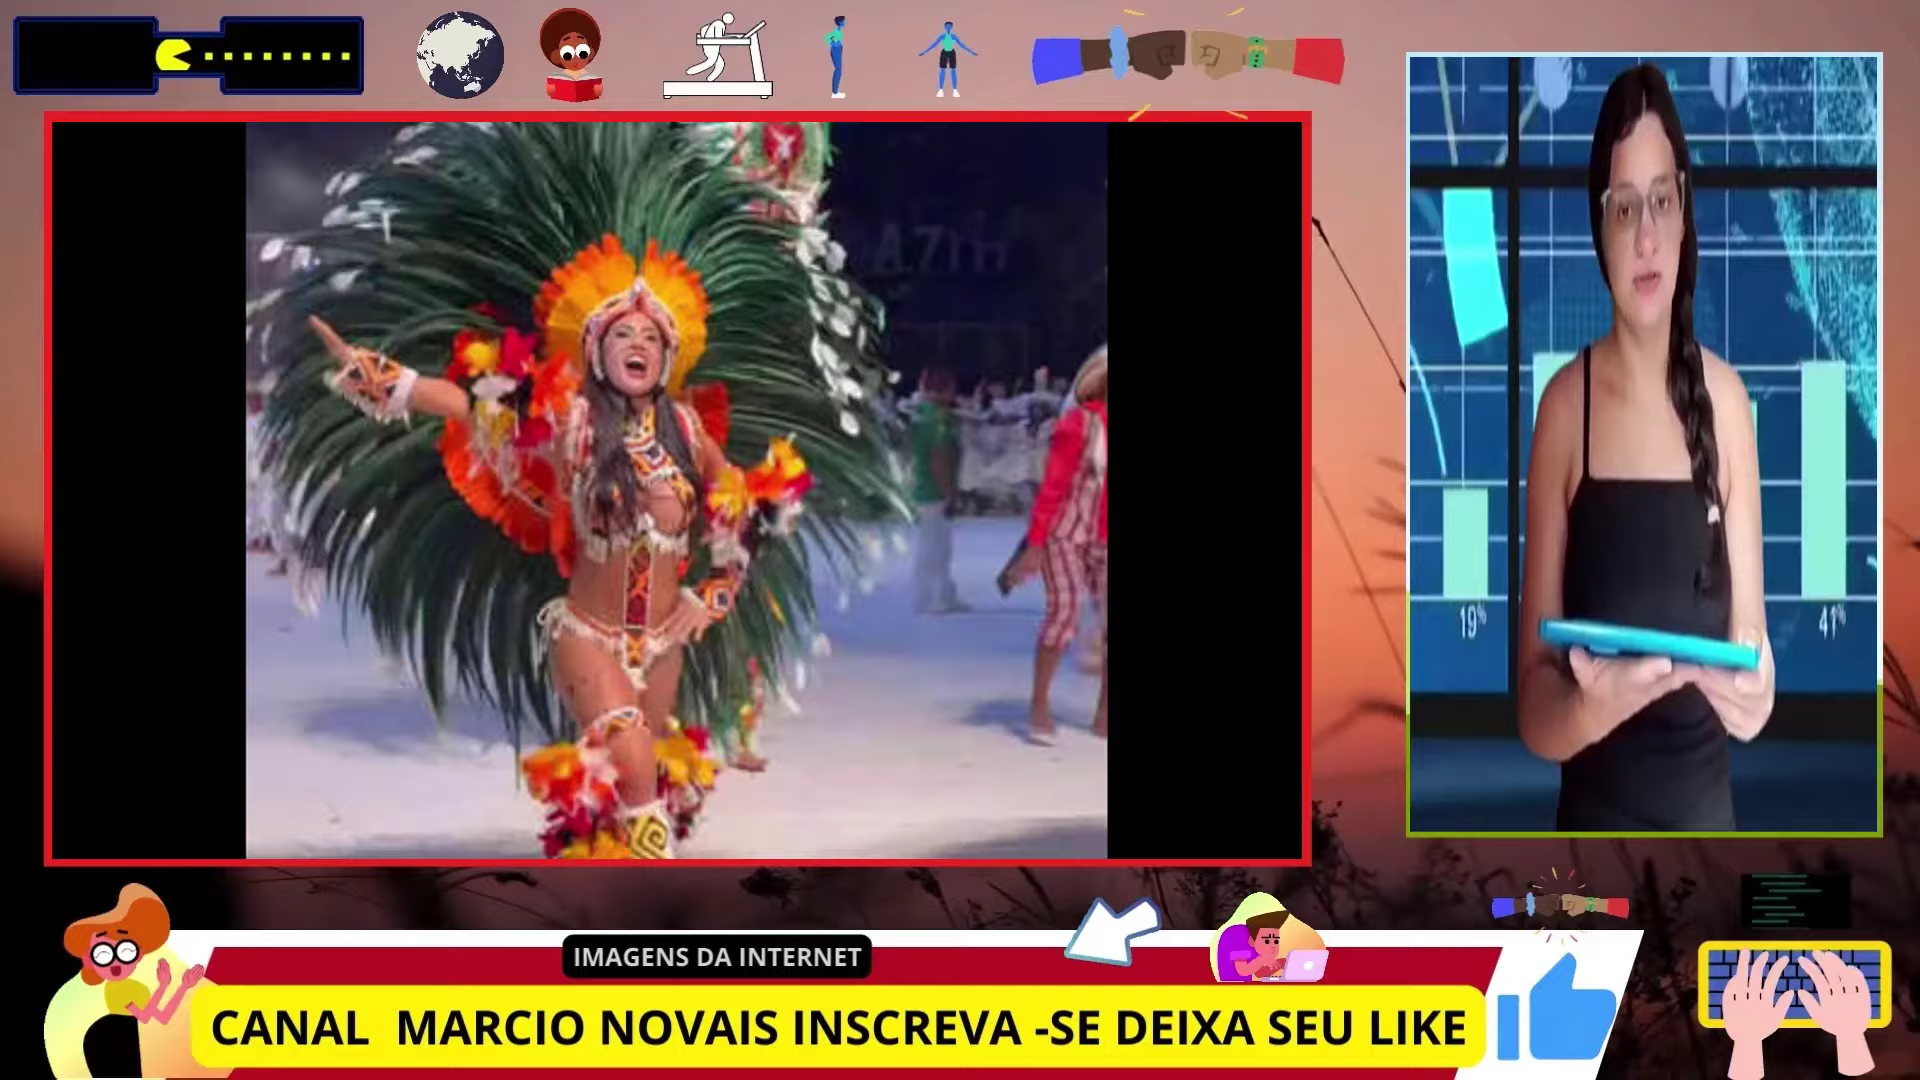 19%
41%
IMAGENS DA INTERNET
CANAL MARCIO NOVAIS INSCREVA -SE DEIXA SEU LIKE